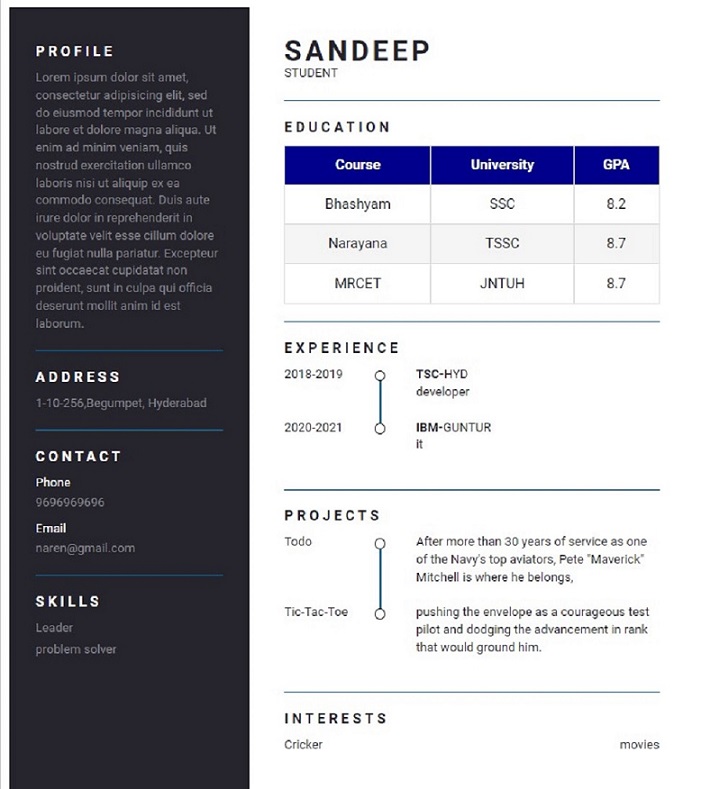 PROFILE
Lorem ipsum dolor sit amet,
consectetur adipisicing elit, sed
do eiusmod tempor incididunt ut
labore et dolore magna aliqua. Ut
enim ad minim veniam, quis
nostrud exercitation ullamco
laboris nisi ut aliquip ex ea
commodo consequat. Duis aute
irure dolor in reprehenderit in
voluptate velit esse cillum dolore
eu fugiat nulla pariatur. Excepteur
sint occaecat cupidatat non
proident, sunt in culpa qui officia
deserunt mollit anim id est
laborum.
ADDRESS
1-10-256,Begumpet, Hyderabad
CONTACT
Phone
9696969696
Email
naren@gmail.com
SKILLS
Leader
problem solver
SANDEEP
STUDENT
EDUCATION
Course University GPA
Bhashyam SSC 8.2
Narayana TSSC 8.7
MRCET JNTUH 8.7
EXPERIENCE
2018-2019 TSC-HYD
developer
2020-2021 IBM-GUNTUR
it
PROJECTS
Todo After more than 30 years of service as one
of the Navy's top aviators, Pete "Maverick"
Mitchell is where he belongs,
Tic-Tac-Toe pushing the envelope as a courageous test
pilot and dodging the advancement in rank
that would ground him.
INTERESTS
Cricker movies